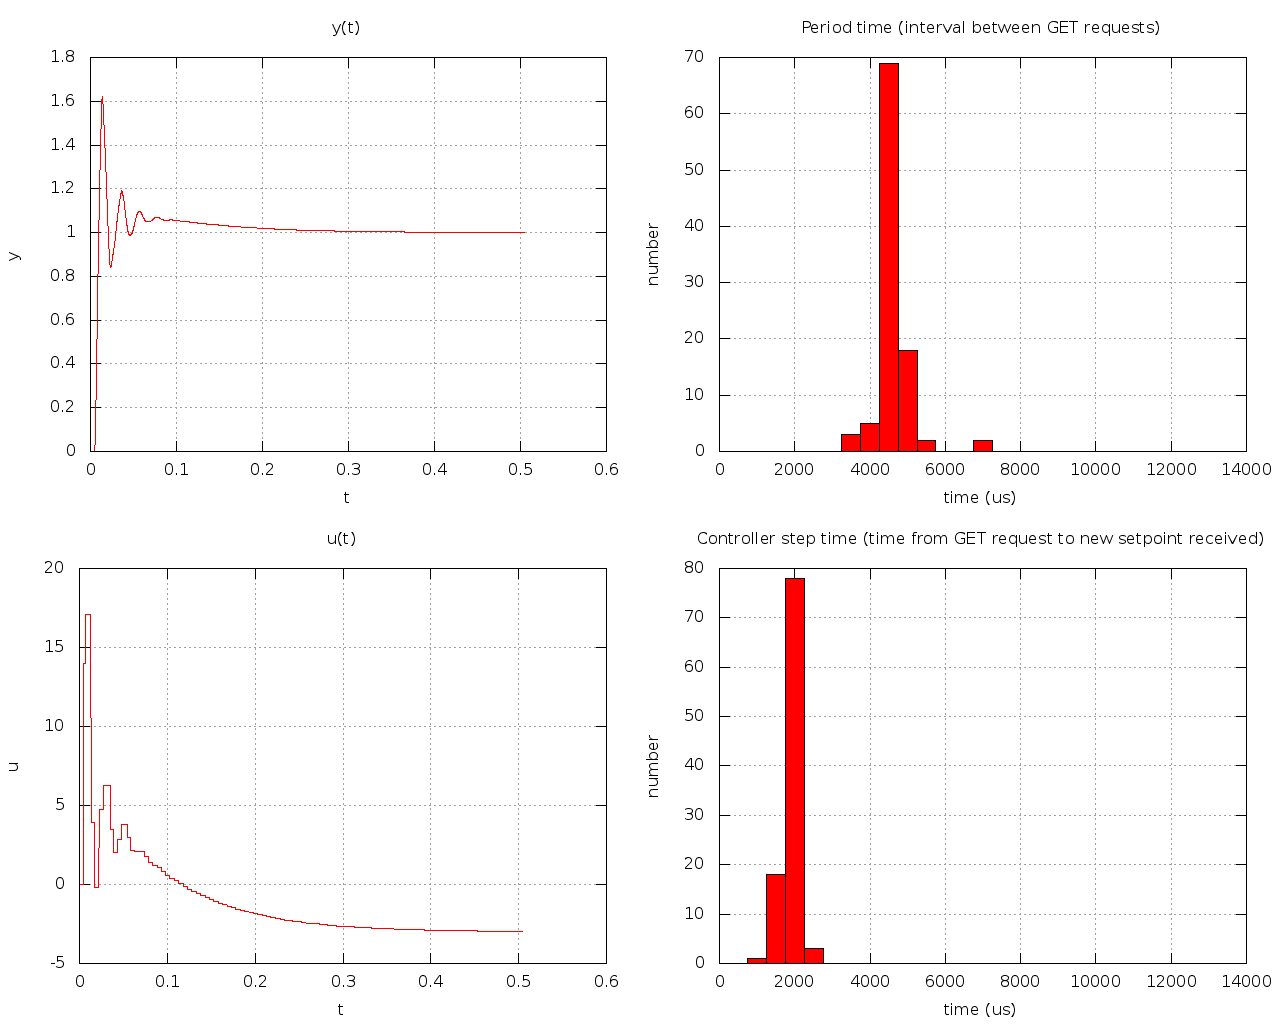 y(t)
1.8
1.6
1.4
1.2
1
0.8
0.6
0.4
0.2
0
y
0 0.1 0.2 0.3 0.4 0.5 0.6
t
Period time (interval between GET requests)
70
60
50
40
30
20
10
0
number
0 2000 4000 6000 8000 10000 12000 14000
time (us)
u(t)
20
15
10
5
0
-5
u
0 0.1 0.2 0.3 0.4 0.5 0.6
t
Controller step time (time from GET request to new setpoint received)
80
70
60
50
40
30
20
10
0
number
0 2000 4000 6000 8000 10000 12000 14000
time (us)